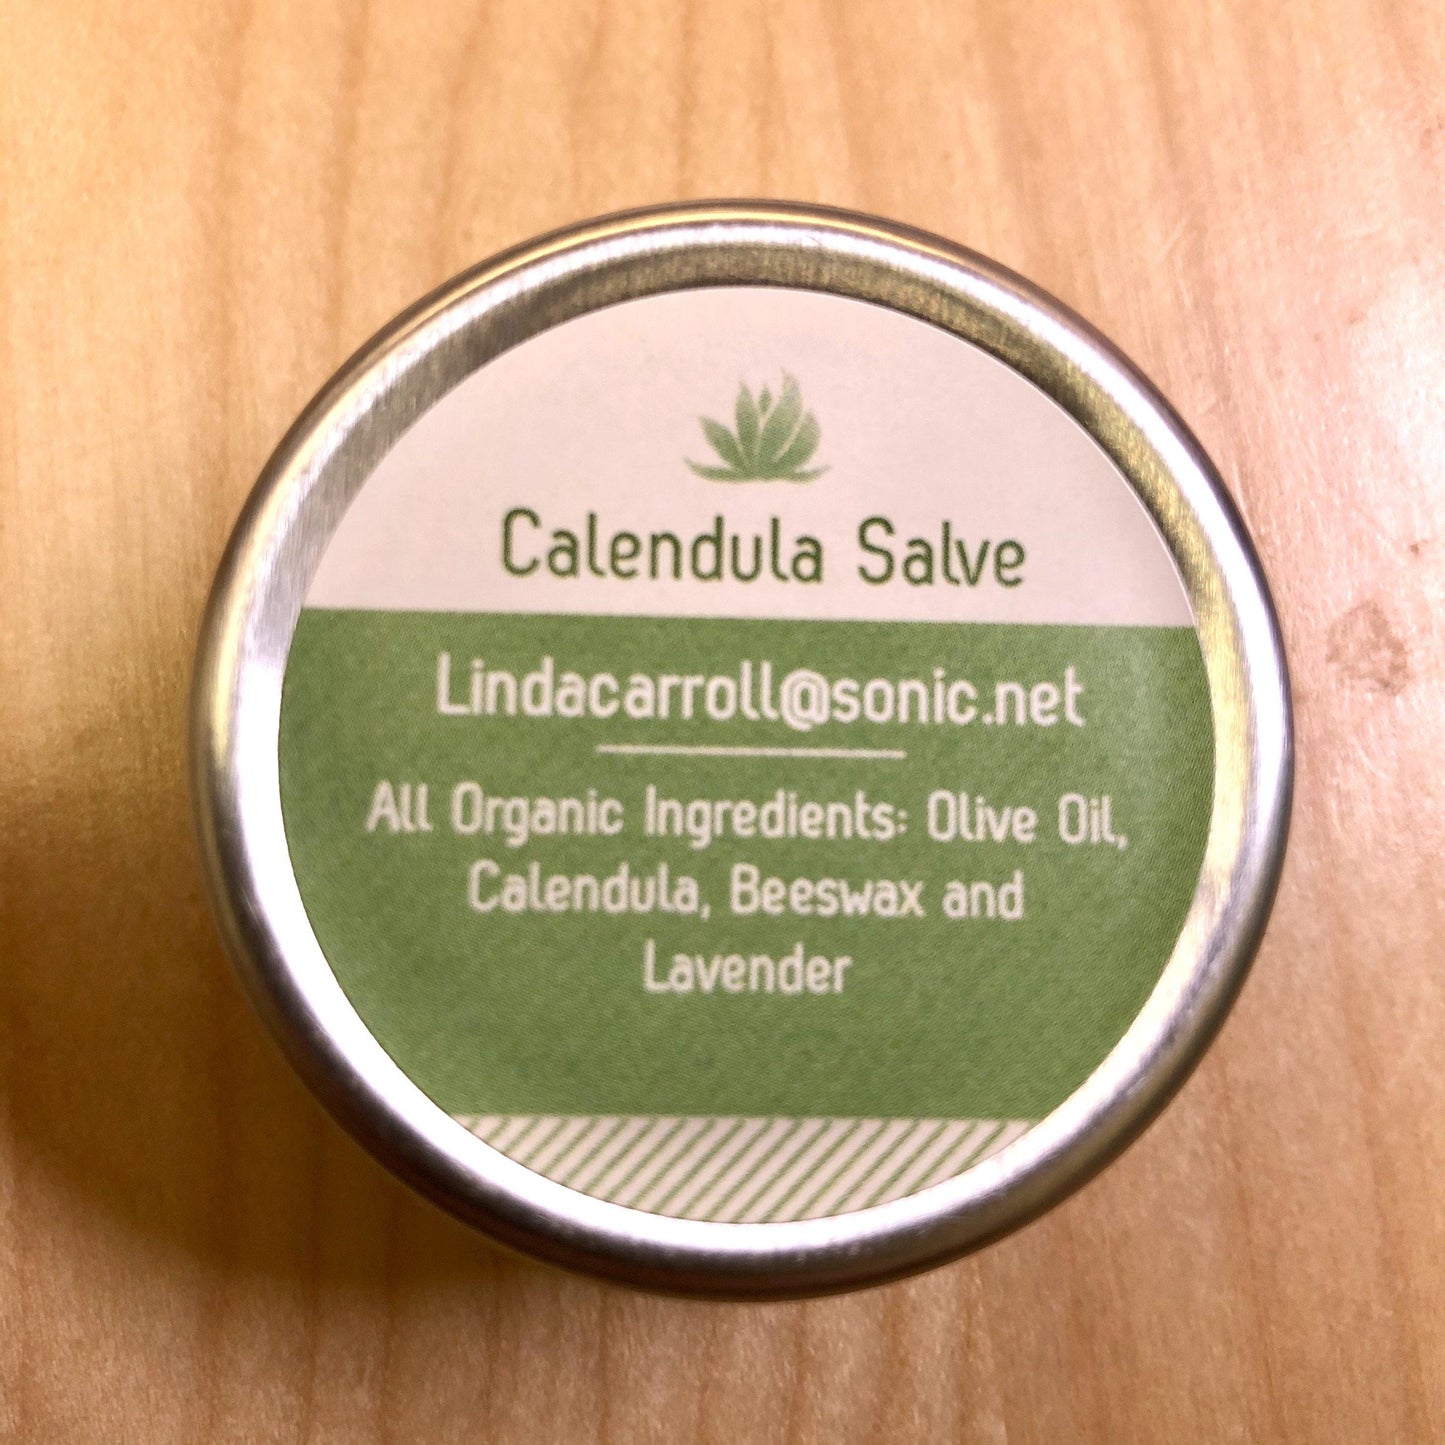 Calendula Salve
Lindacarroll@sonic.net
All Organic Ingredients: Olive Oil,
Calendula, Beeswax and
Lavender